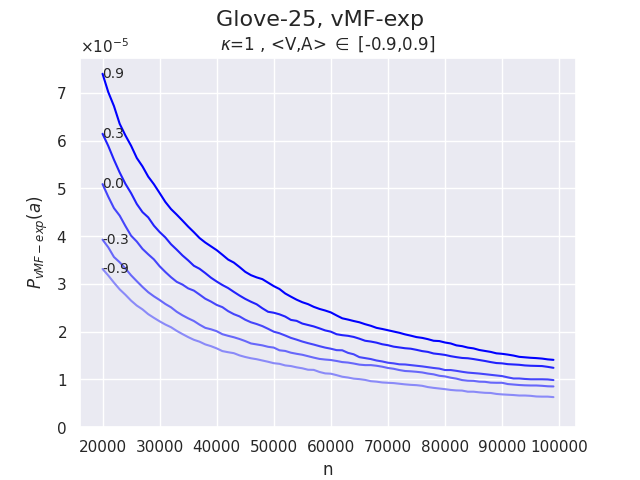 Glove-25, vMF-exp
κ=1 , <V,A> ∈ [-0.9,0.9]
×10⁻⁵
0.9
0.3
0.0
-0.3
-0.9
7
6
5
4
3
2
1
0
P_{vMF-exp}(a)
20000 30000 40000 50000 60000 70000 80000 90000 100000
n